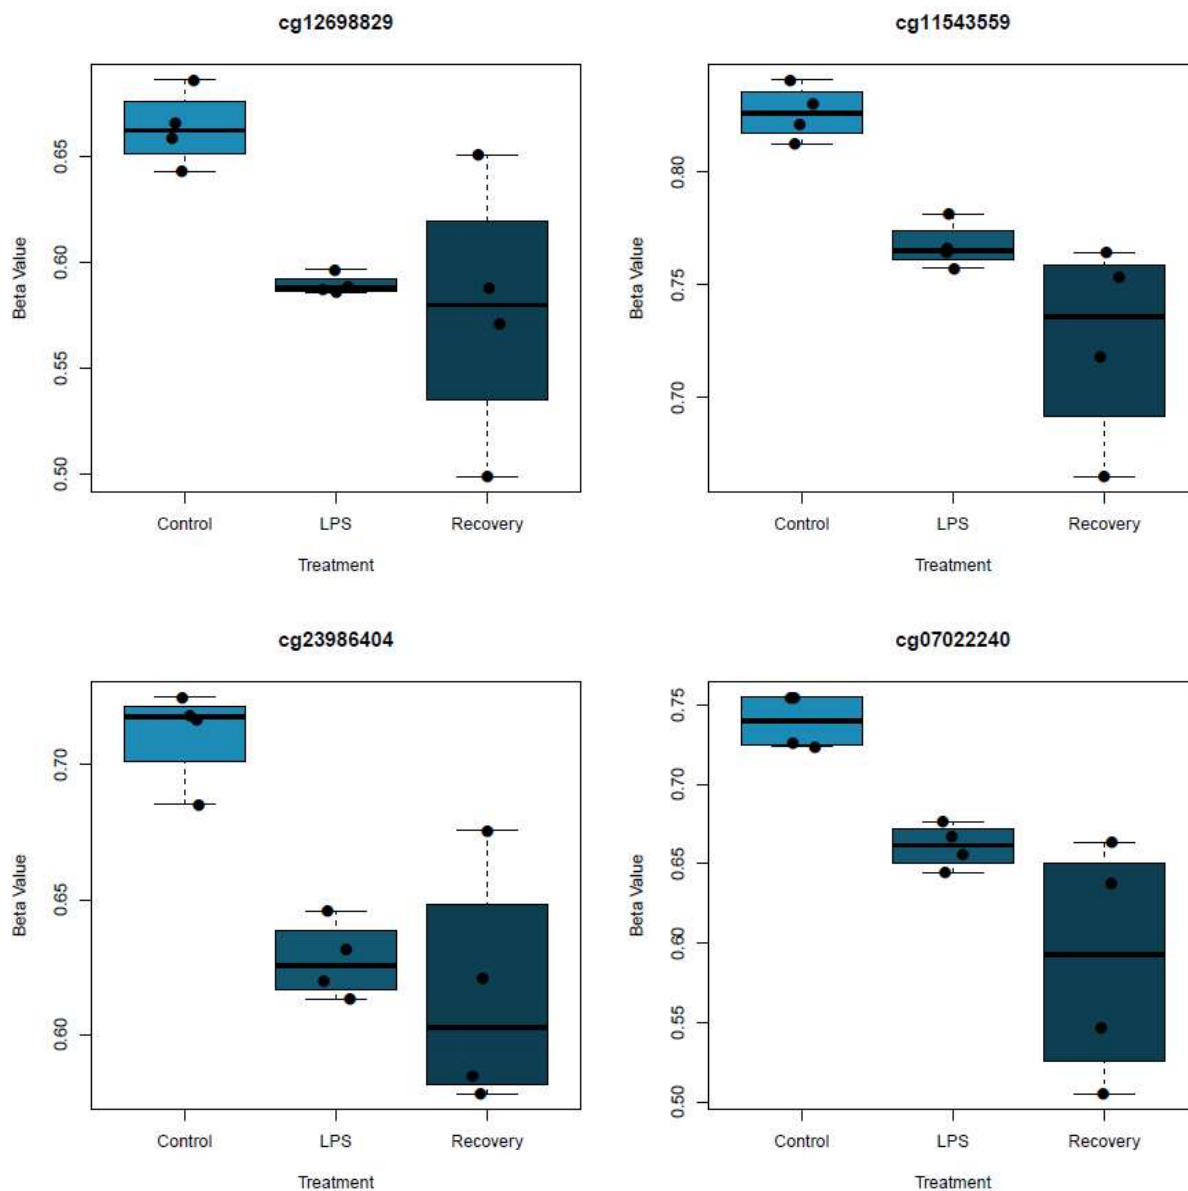 cg12698829
Beta Value
0.65
0.60
0.55
0.50
Control LPS Recovery
Treatment
cg11543559
Beta Value
0.80
0.75
0.70
Control LPS Recovery
Treatment
cg23986404
Beta Value
0.70
0.65
0.60
Control LPS Recovery
Treatment
cg07022240
Beta Value
0.75
0.70
0.65
0.60
0.55
0.50
Control LPS Recovery
Treatment